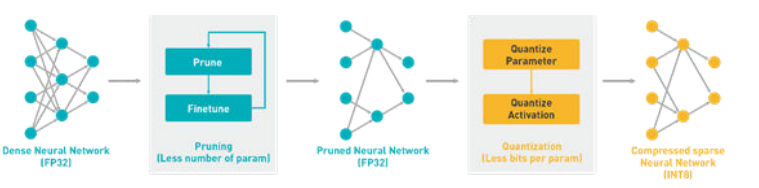 Prune
Finetune
Quantize
Parameter
Quantize
Activation
Dense Neural Network
(FP32)
Pruning
(Less number of param)
Pruned Neural Network
(FP32)
Quantization
(Less bits per param)
Compressed sparse
Neural Network
(INT8)